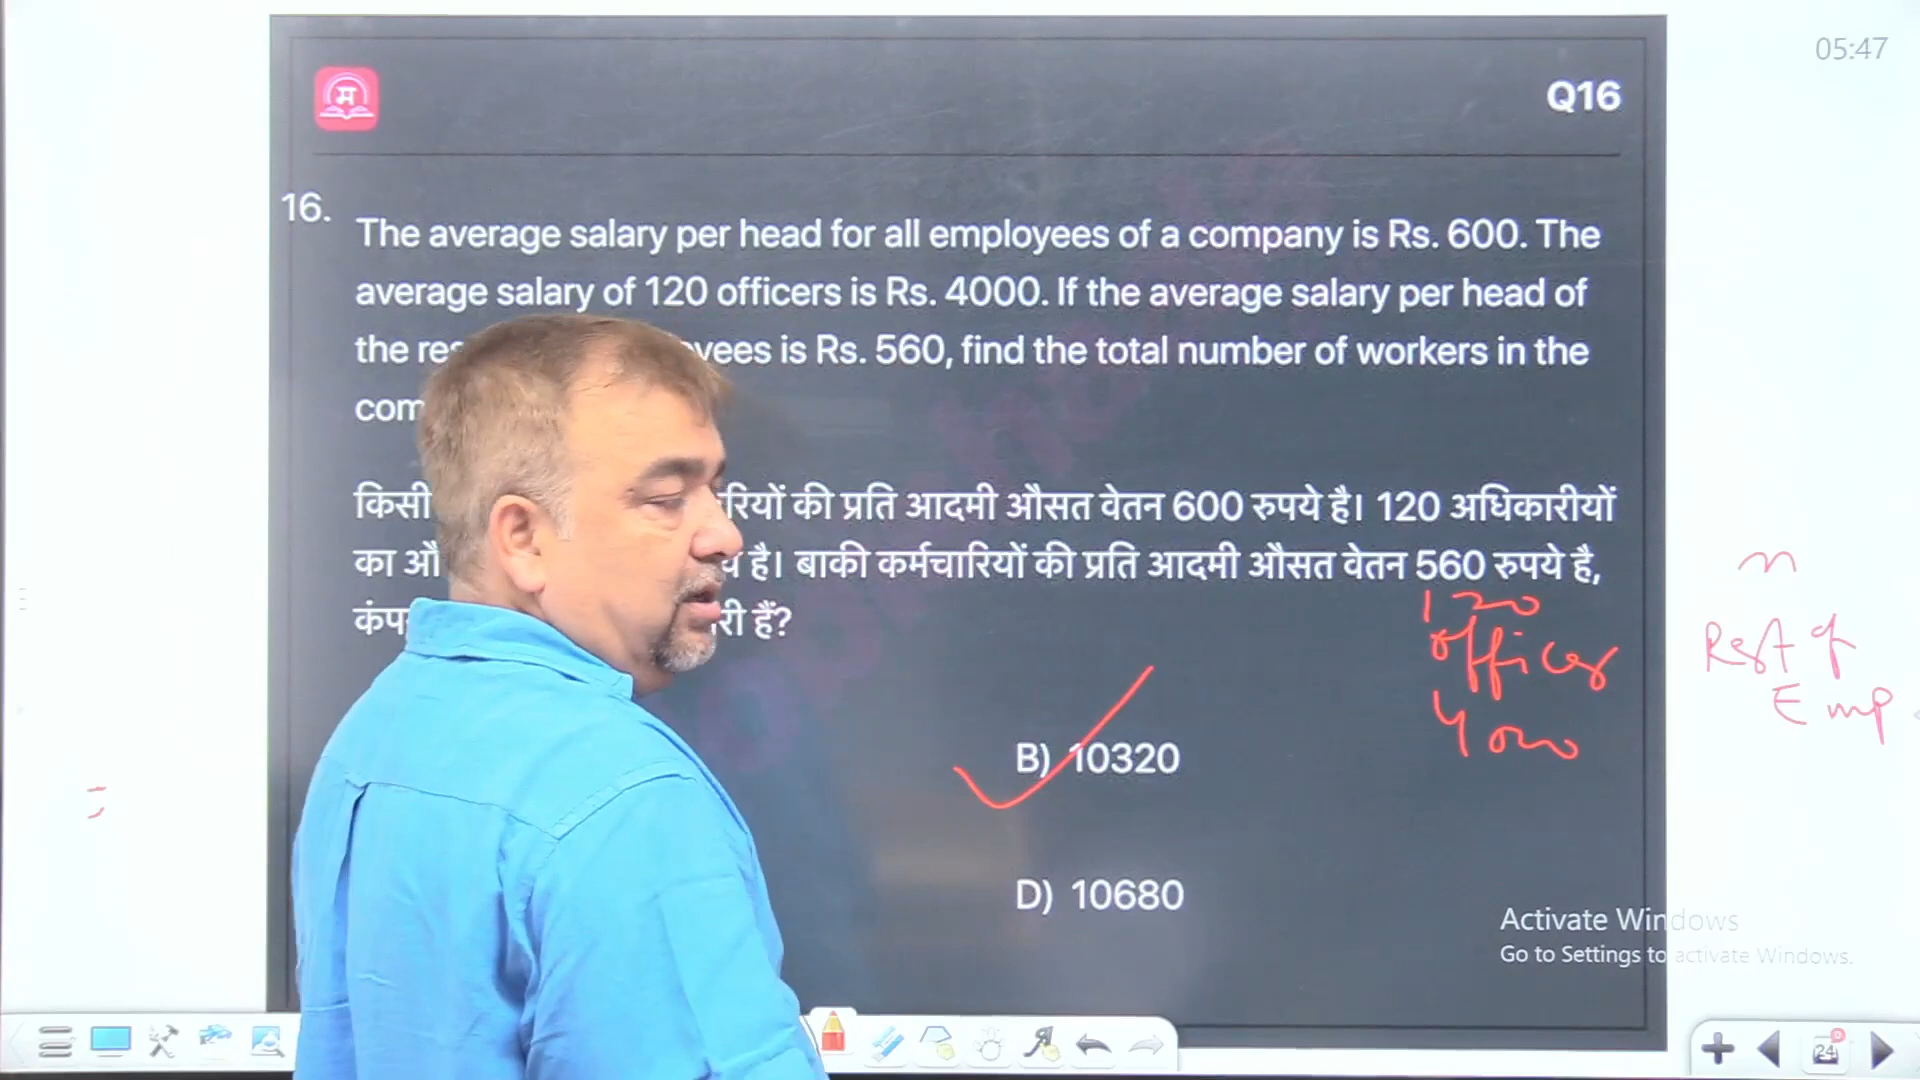 05:47
म
Q16
16.
The average salary per head for all employees of a company is Rs. 600. The
average salary of 120 officers is Rs. 4000. If the average salary per head of
the is Rs. 560, find the total number of workers in the
किसी की प्रति आदमी औसत वेतन 600 रुपये है। 120 अधिकारीयों
का है। बाकी कर्मचारियों की प्रति आदमी औसत वेतन 560 रुपये है,
हैं?
n
120
officer
4000
Rest of
Emp
=
B) 10320
D) 10680
Activate Windows
Go to Settings to activate Windows.
24